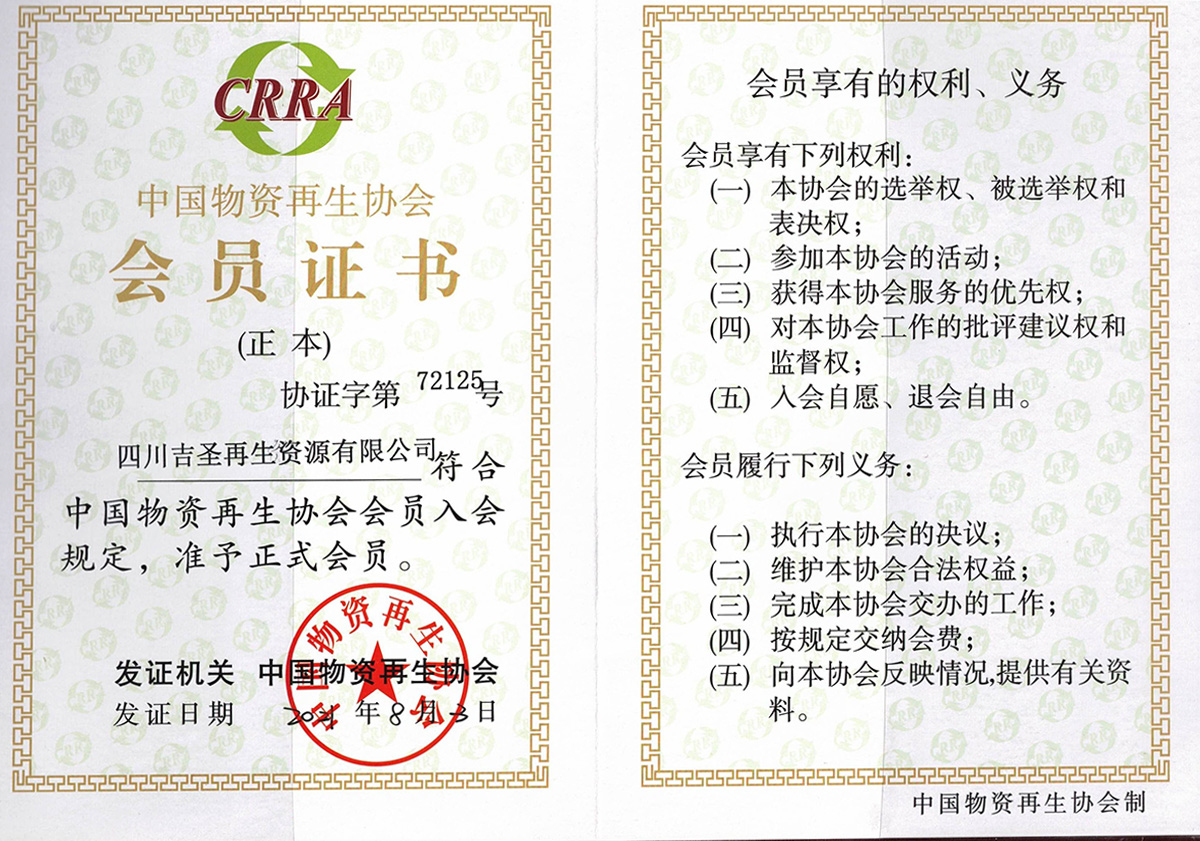 CRRA
中国物资再生协会
会员证书
(正 本)
协证字第 72125号
四川吉圣再生资源有限公司符合
中国物资再生协会会员入会
规定，准予正式会员。
中国物资再生协会
发证机关 中国物资再生协会
发证日期 2021年8月3日
会员享有的权利、义务
会员享有下列权利：
(一) 本协会的选举权、被选举权和
表决权；
(二) 参加本协会的活动；
(三) 获得本协会服务的优先权；
(四) 对本协会工作的批评建议权和
监督权；
(五) 入会自愿、退会自由。
会员履行下列义务：
(一) 执行本协会的决议；
(二) 维护本协会合法权益；
(三) 完成本协会交办的工作；
(四) 按规定交纳会费；
(五) 向本协会反映情况,提供有关资
料。
中国物资再生协会制